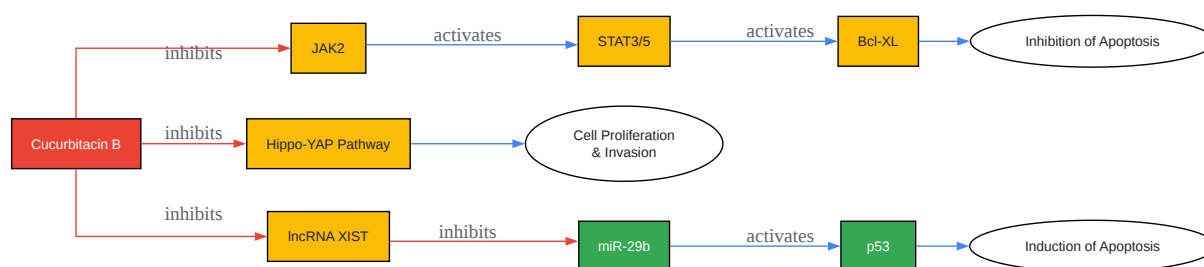 inhibits
JAK2
activates
STAT3/5
activates
Bcl-XL
Inhibition of Apoptosis
Cucurbitacin B
inhibits
Hippo-YAP Pathway
Cell Proliferation
& Invasion
inhibits
lncRNA XIST
inhibits
miR-29b
activates
p53
Induction of Apoptosis